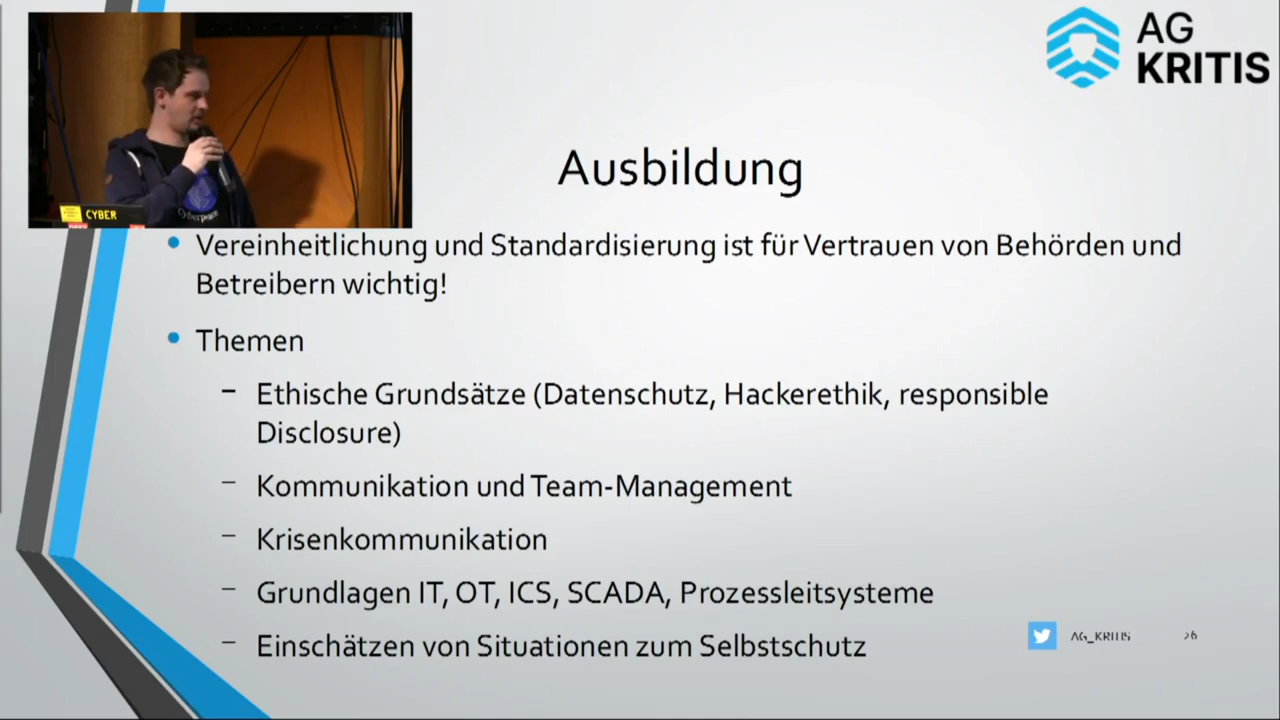 AG
KRITIS
CYBER
Cyberpeace
Ausbildung
• Vereinheitlichung und Standardisierung ist für Vertrauen von Behörden und
Betreibern wichtig!
• Themen
– Ethische Grundsätze (Datenschutz, Hackerethik, responsible
Disclosure)
– Kommunikation und Team-Management
– Krisenkommunikation
– Grundlagen IT, OT, ICS, SCADA, Prozessleitsysteme
– Einschätzen von Situationen zum Selbstschutz
AG_KRITIS
26